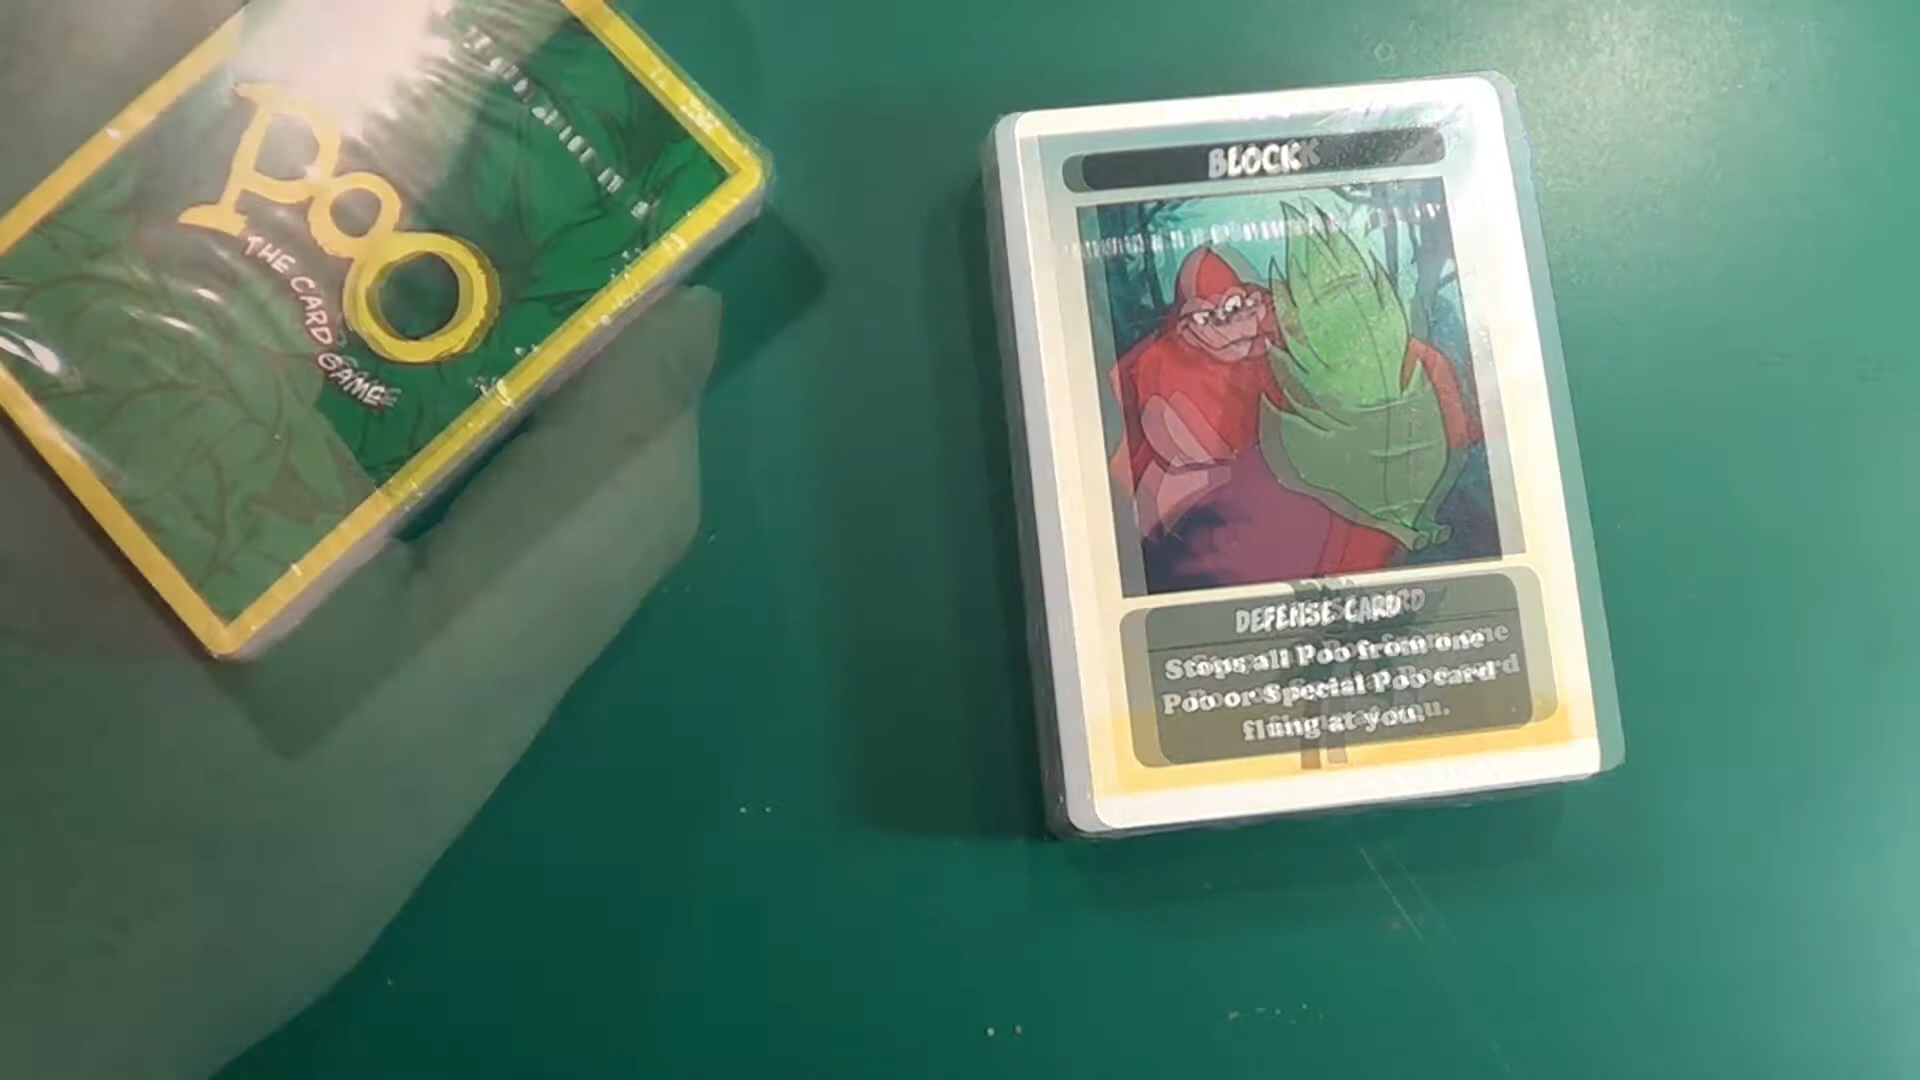 Poo
THE CARD GAME
BLOCK
DEFENSE CARD
Stops all Poo from one
Poo or Special Poo card
flung at you.